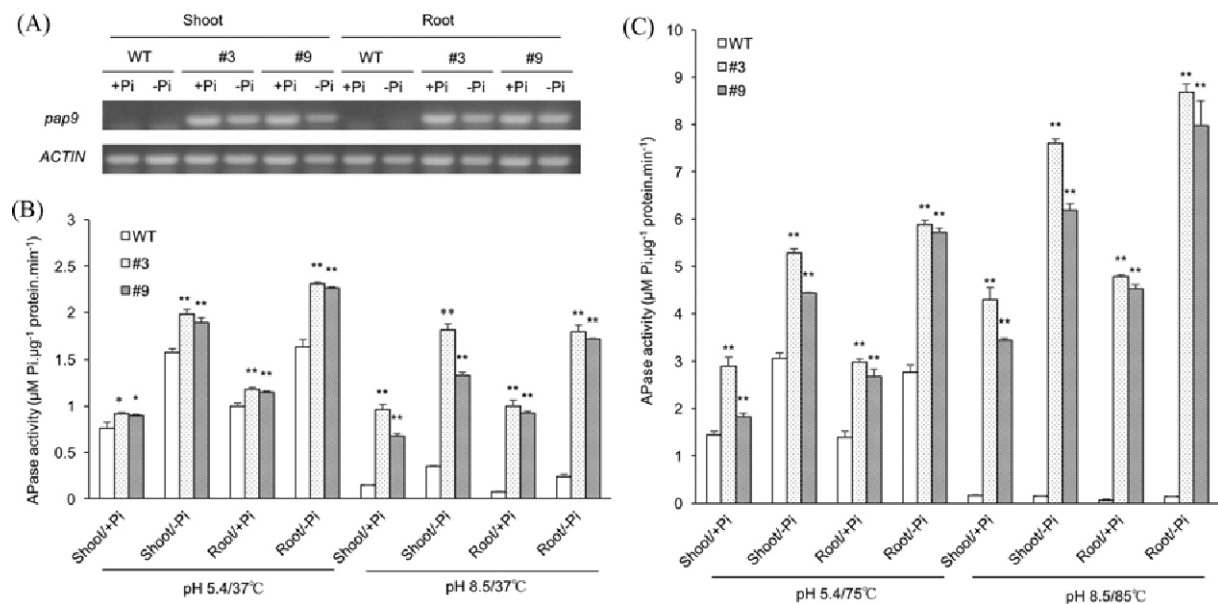 (A)
Shoot Root
WT #3 #9 WT #3 #9
+Pi -Pi +Pi -Pi +Pi -Pi +Pi -Pi +Pi -Pi +Pi -Pi
pap9
ACTIN
(B)
APase activity (μM Pi.μg⁻¹ protein.min⁻¹)
3
2.5
2
1.5
1
0.5
0
WT
#3
#9
* * ** ** ** ** ** ** ** ** ** ** ** ** ** **
Shoot/+Pi Shoot/-Pi Root/+Pi Root/-Pi Shoot/+Pi Shoot/-Pi Root/+Pi Root/-Pi
pH 5.4/37℃ pH 8.5/37℃
(C)
APase activity (μM Pi.μg⁻¹ protein.min⁻¹)
10
9
8
7
6
5
4
3
2
1
0
WT
#3
#9
** ** ** ** ** ** ** ** ** ** ** ** ** ** ** **
Shoot/+Pi Shoot/-Pi Root/+Pi Root/-Pi Shoot/+Pi Shoot/-Pi Root/+Pi Root/-Pi
pH 5.4/75℃ pH 8.5/85℃